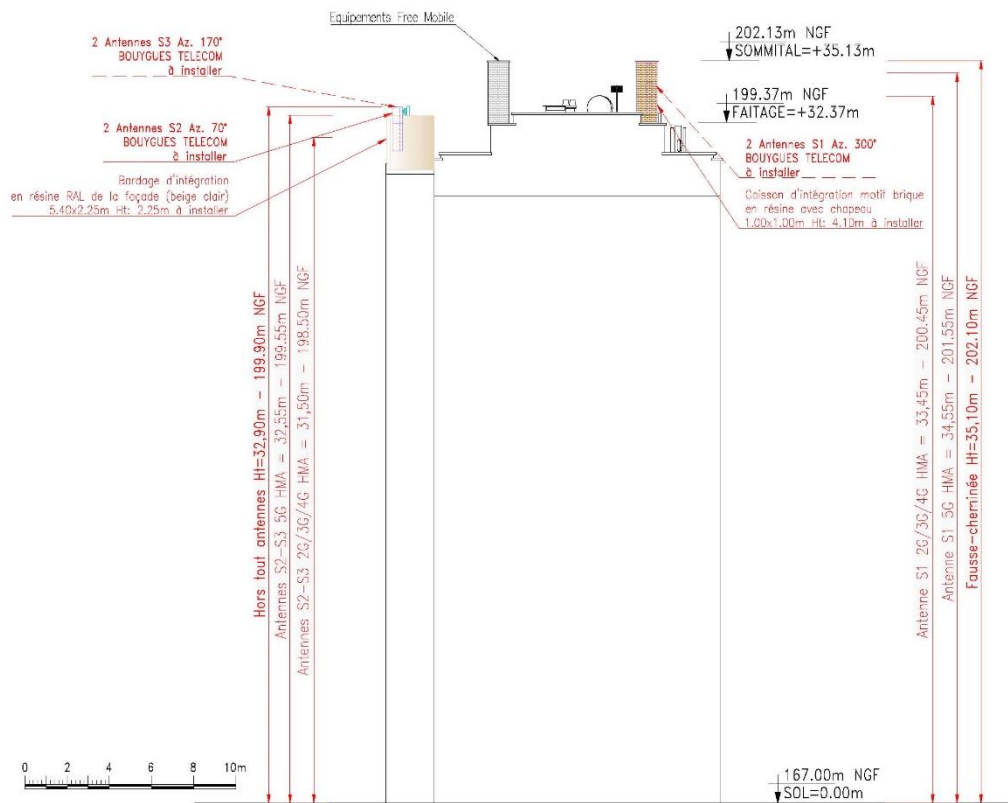 Equipements Free Mobile
2 Antennes S3 Az. 170°
BOUYGUES TELECOM
à installer
2 Antennes S2 Az. 70°
BOUYGUES TELECOM
à installer
Bardage d'intégration
en résine RAL de la façade (beige clair)
5.40x2.25m Ht: 2.25m à installer
202.13m NGF
SOMMITAL=+35.13m
199.37m NGF
FAITAGE=+32.37m
2 Antennes S1 Az. 300°
BOUYGUES TELECOM
à installer
Caisson d'intégration motif brique
en résine avec chapeau
1.00x1.00m Ht: 4.10m à installer
Hors tout antennes Ht=32,90m - 199.90m NGF
Antennes S2-S3 5G HMA = 32,55m - 199.55m NGF
Antennes S2-S3 2G/3G/4G HMA = 31,50m - 198.50m NGF
Antenne S1 2G/3G/4G HMA = 33,45m - 200.45m NGF
Antenne S1 5G HMA = 34,55m - 201.55m NGF
Fausse-cheminée Ht=35,10m - 202.10m NGF
0 2 4 6 8 10m
167.00m NGF
SOL=0.00m